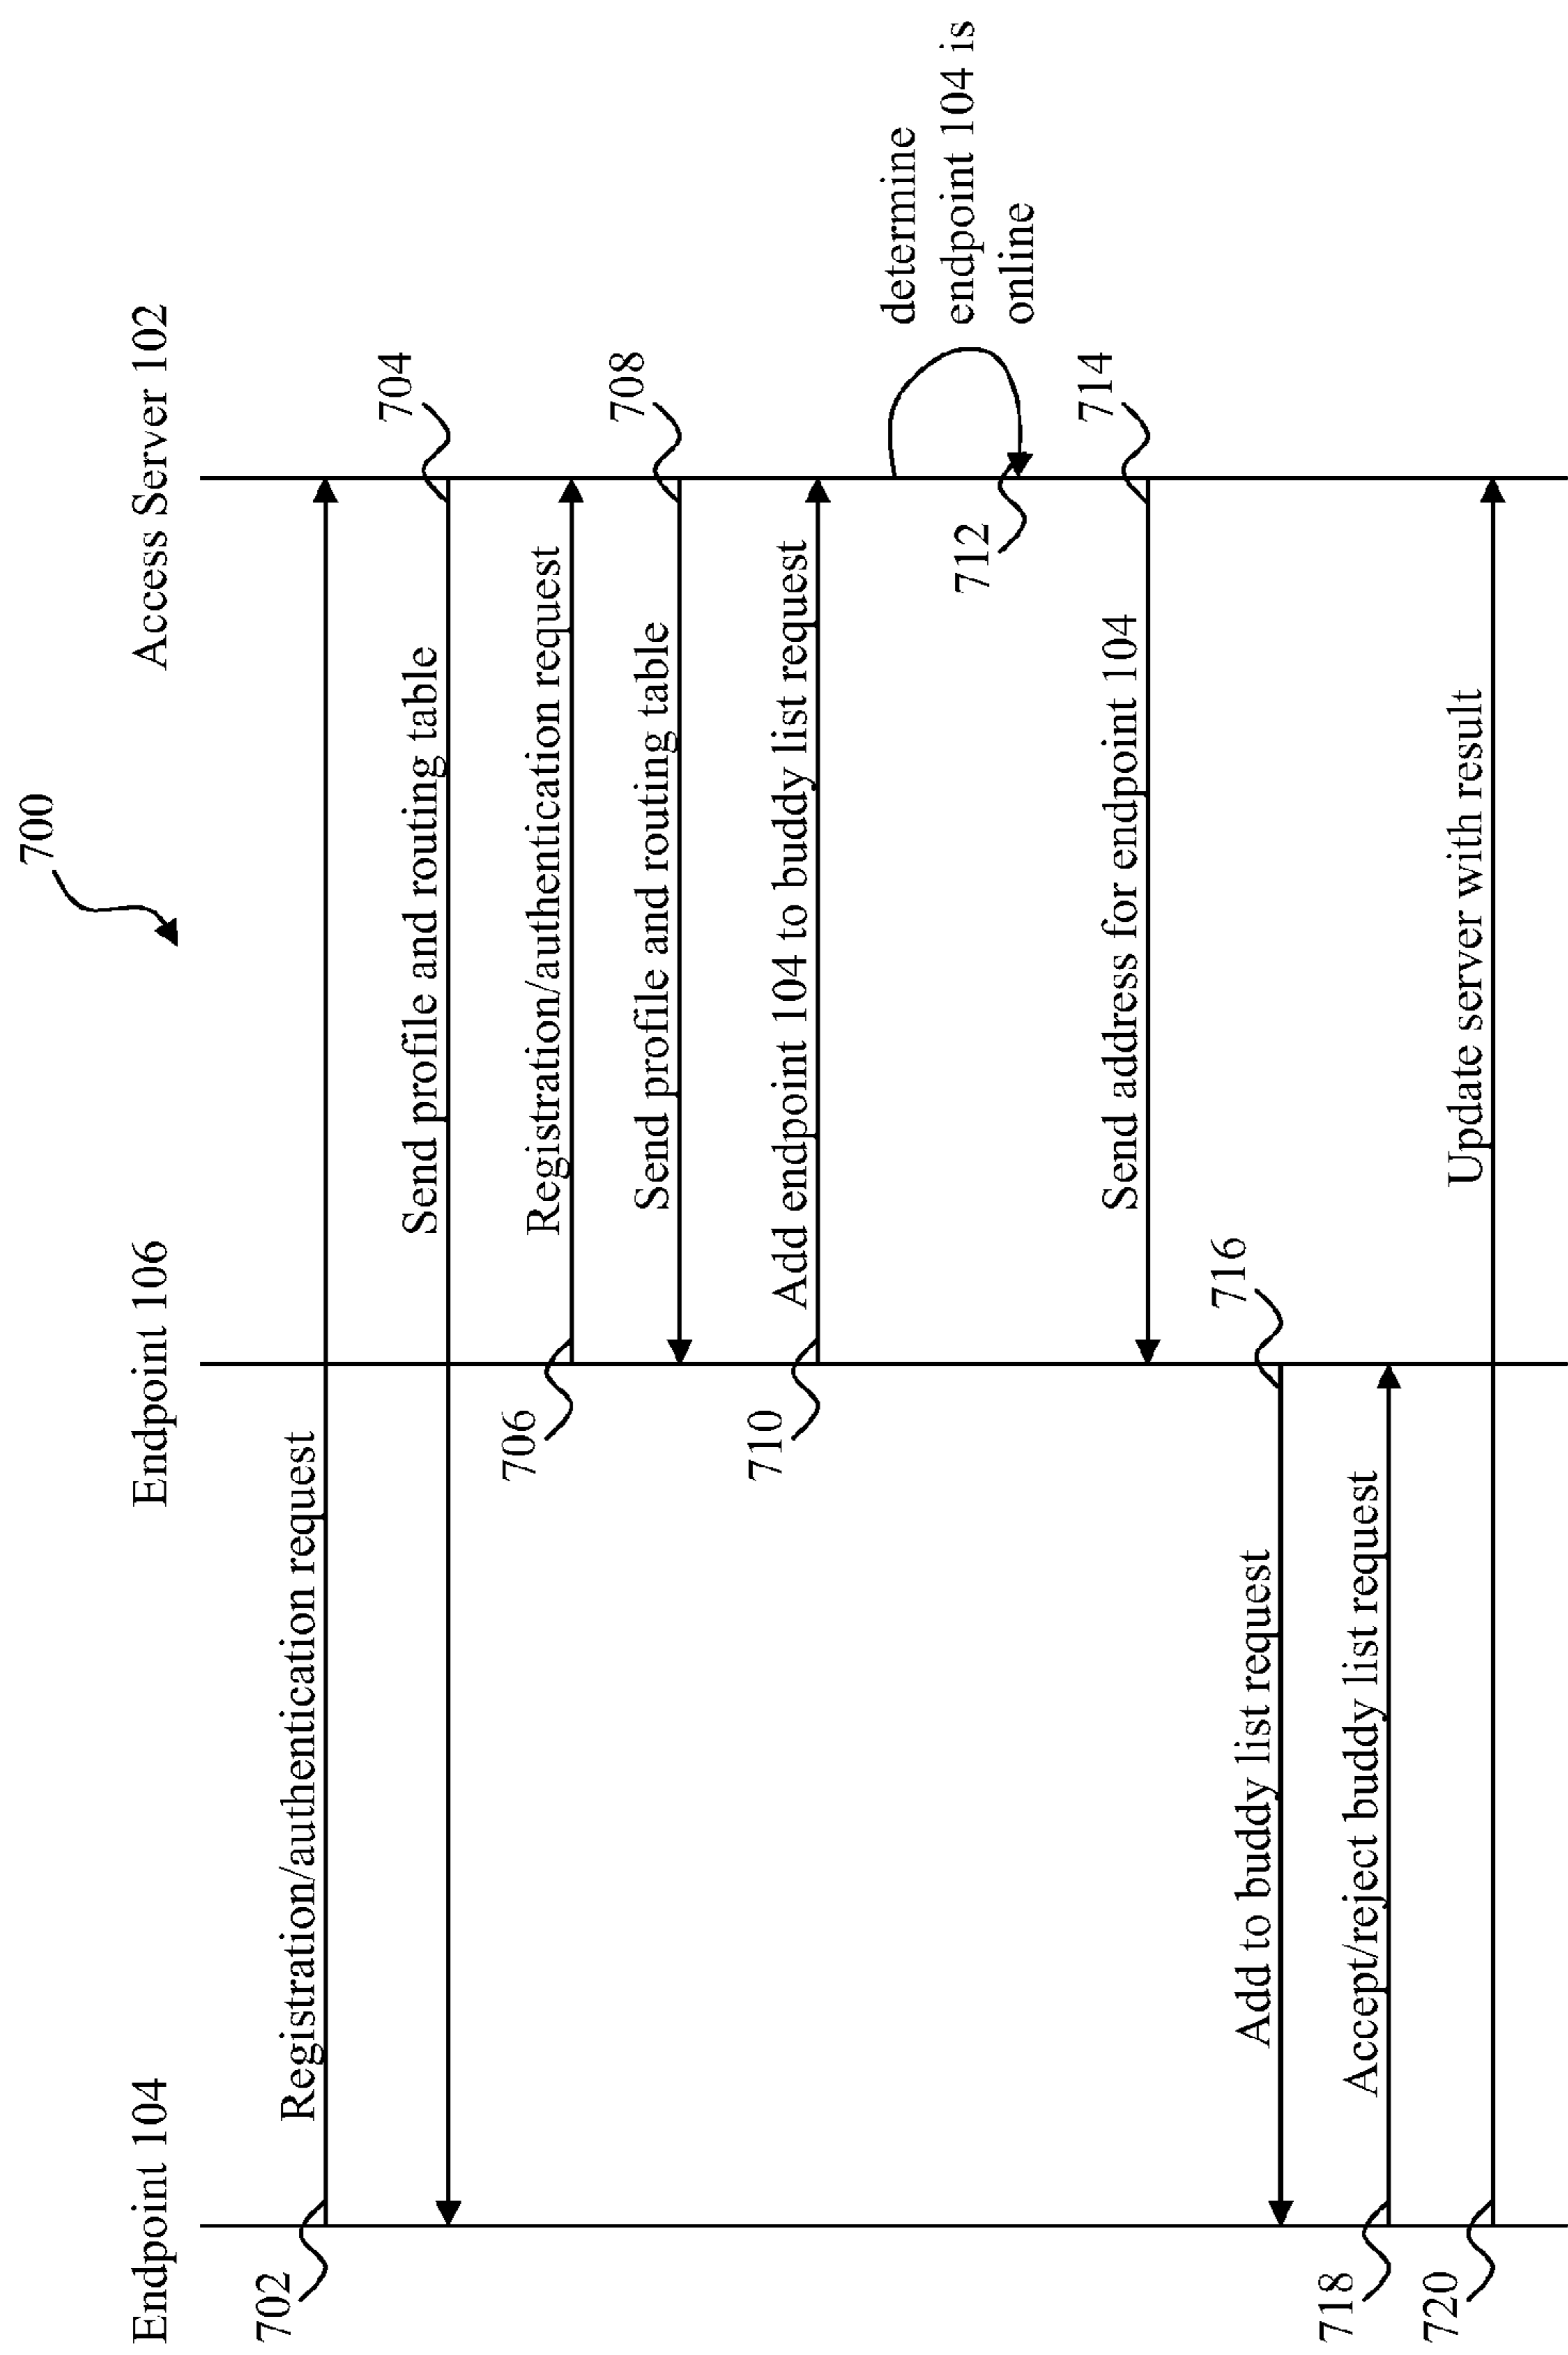 700
Endpoint 104
Endpoint 106
Access Server 102
702
Registration/authentication request
704
Send profile and routing table
706
Registration/authentication request
708
Send profile and routing table
710
Add endpoint 104 to buddy list request
determine
endpoint 104 is
online
712
714
Send address for endpoint 104
716
Add to buddy list request
718
Accept/reject buddy list request
720
Update server with result